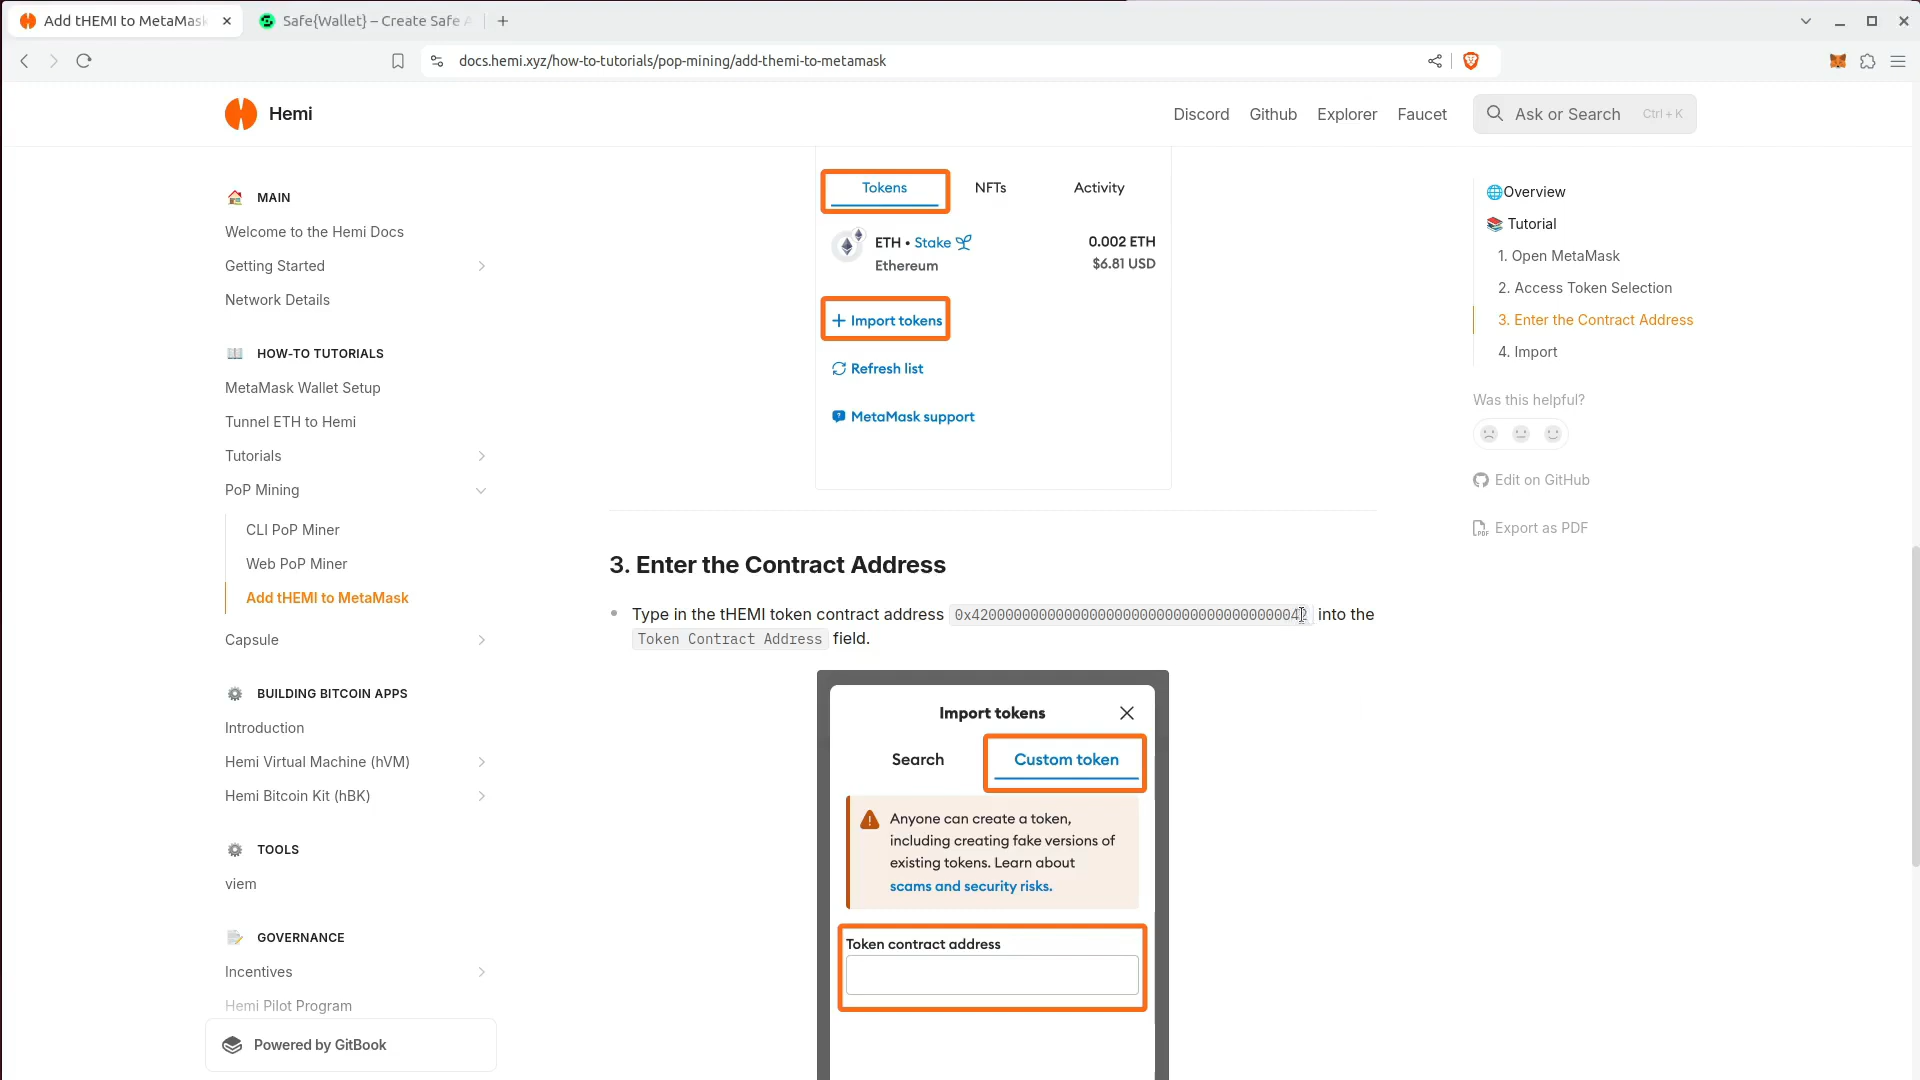 Add tHEMI to MetaMask
Safe{Wallet} – Create Safe A
docs.hemi.xyz/how-to-tutorials/pop-mining/add-themi-to-metamask
Hemi
Discord Github Explorer Faucet
Ask or Search Ctrl + K
MAIN
Welcome to the Hemi Docs
Getting Started
Network Details
HOW-TO TUTORIALS
MetaMask Wallet Setup
Tunnel ETH to Hemi
Tutorials
PoP Mining
CLI PoP Miner
Web PoP Miner
Add tHEMI to MetaMask
Capsule
BUILDING BITCOIN APPS
Introduction
Hemi Virtual Machine (hVM)
Hemi Bitcoin Kit (hBK)
TOOLS
viem
GOVERNANCE
Incentives
Hemi Pilot Program
Powered by GitBook
Tokens NFTs Activity
ETH • Stake 0.002 ETH
Ethereum $6.81 USD
+ Import tokens
Refresh list
MetaMask support
3. Enter the Contract Address
Type in the tHEMI token contract address 0x4200000000000000000000000000000000000042 into the
Token Contract Address field.
Import tokens
Search Custom token
Anyone can create a token,
including creating fake versions of
existing tokens. Learn about
scams and security risks.
Token contract address
Overview
Tutorial
1. Open MetaMask
2. Access Token Selection
3. Enter the Contract Address
4. Import
Was this helpful?
Edit on GitHub
Export as PDF